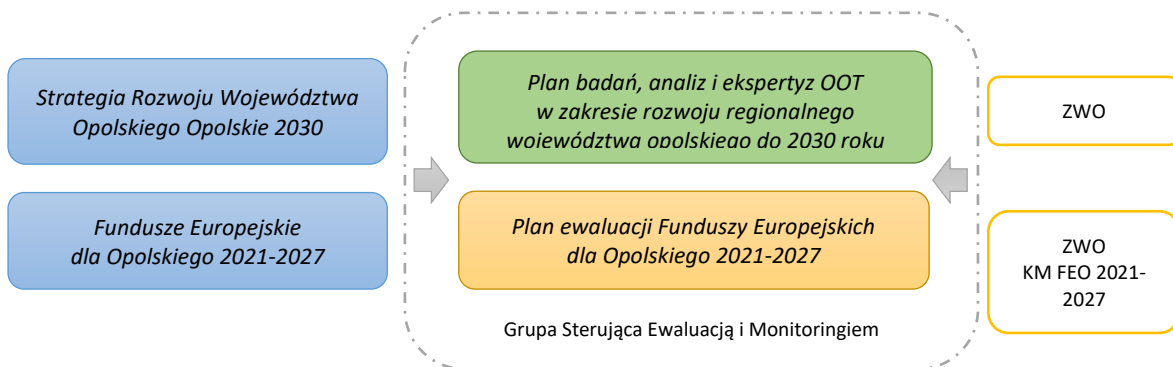 Strategia Rozwoju Województwa
Opolskiego Opolskie 2030
Fundusze Europejskie
dla Opolskiego 2021-2027
Plan badań, analiz i ekspertyz OOT
w zakresie rozwoju regionalnego
województwa opolskiego do 2030 roku
Plan ewaluacji Funduszy Europejskich
dla Opolskiego 2021-2027
Grupa Sterująca Ewaluacją i Monitoringiem
ZWO
ZWO
KM FEO 2021-
2027